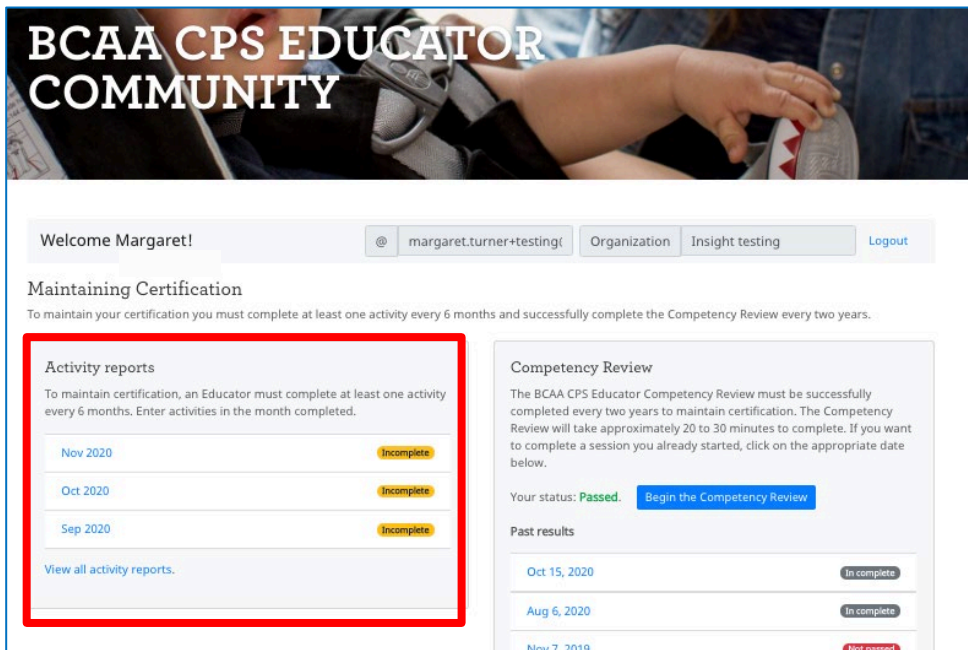 BCAA CPS EDUCATOR
COMMUNITY
Welcome Margaret!
@ margaret.turner+testing(
Organization Insight testing
Logout
Maintaining Certification
To maintain your certification you must complete at least one activity every 6 months and successfully complete the Competency Review every two years.
Activity reports
To maintain certification, an Educator must complete at least one activity
every 6 months. Enter activities in the month completed.
Nov 2020 Incomplete
Oct 2020 Incomplete
Sep 2020 Incomplete
View all activity reports.
Competency Review
The BCAA CPS Educator Competency Review must be successfully
completed every two years to maintain certification. The Competency
Review will take approximately 20 to 30 minutes to complete. If you want
to complete a session you already started, click on the appropriate date
below.
Your status: Passed. Begin the Competency Review
Past results
Oct 15, 2020 In complete
Aug 6, 2020 In complete
Nov 7, 2019 Not passed